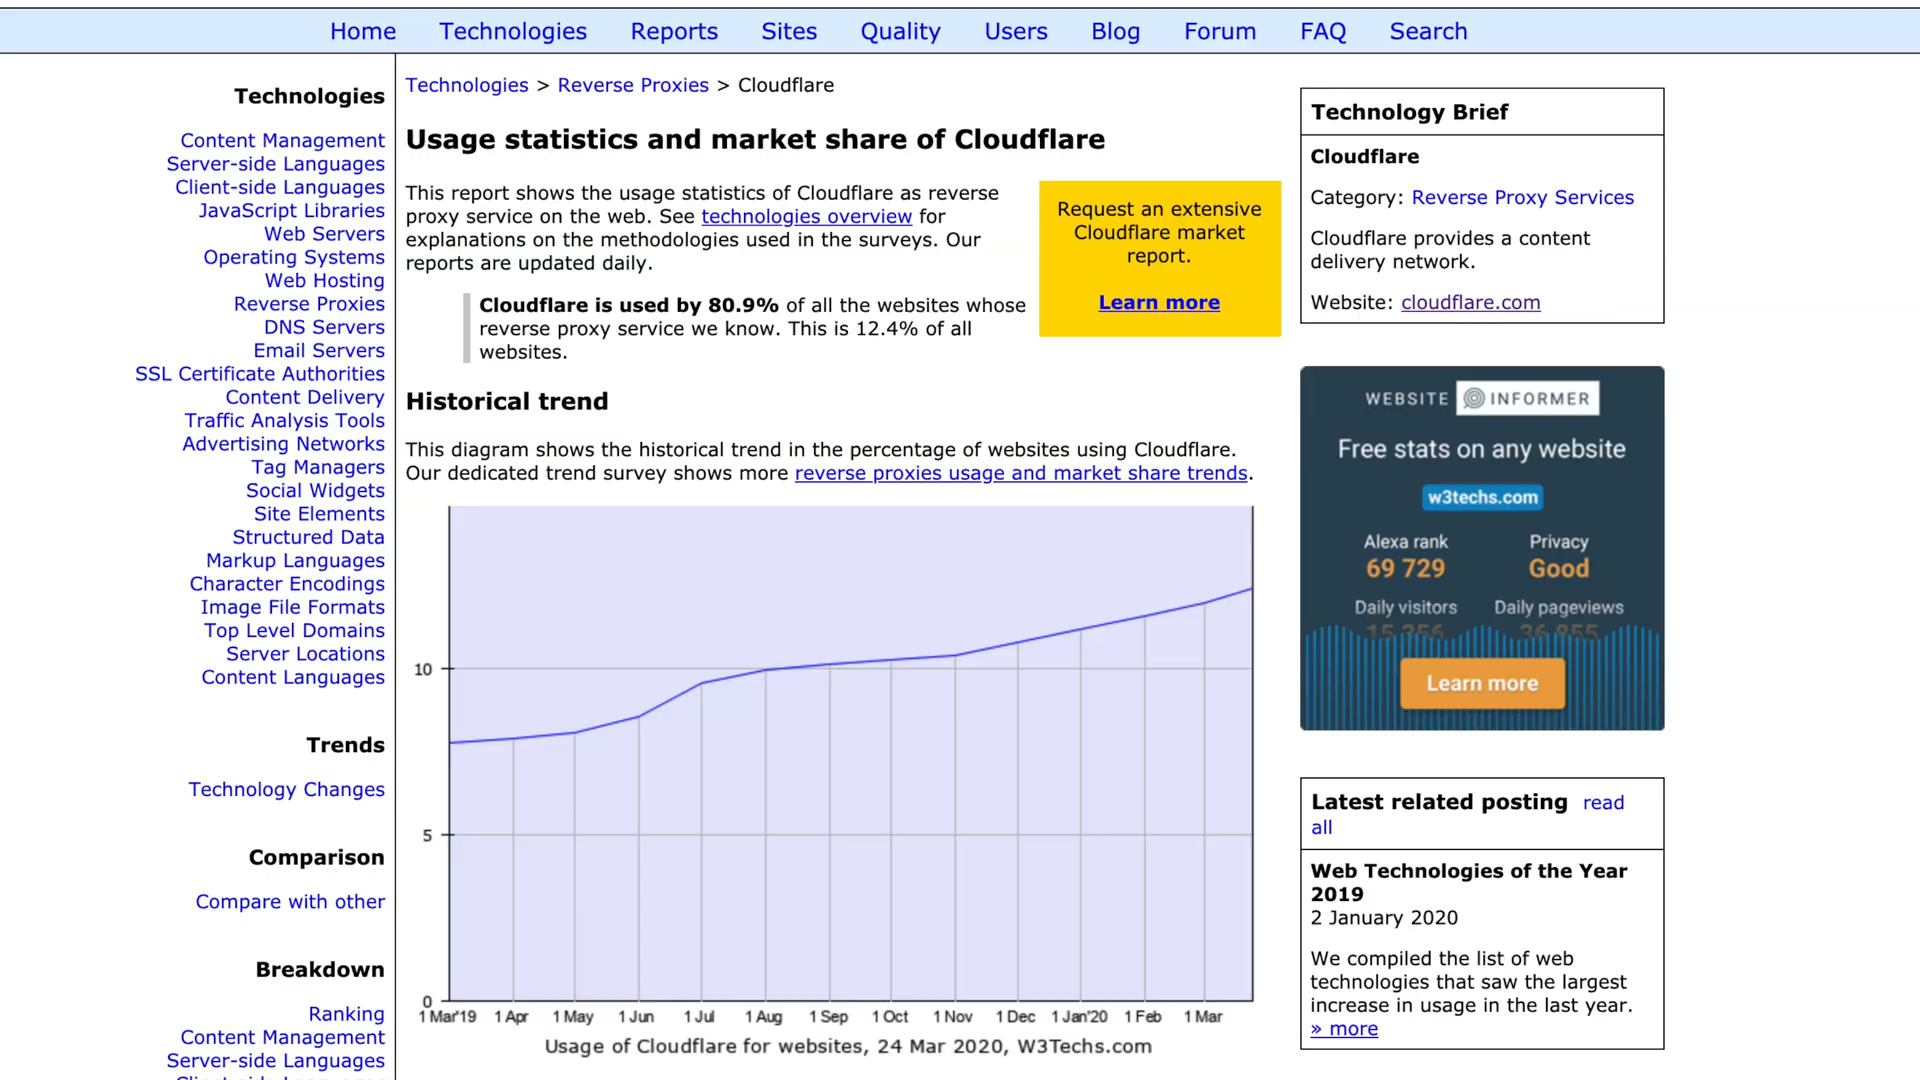 Home Technologies Reports Sites Quality Users Blog Forum FAQ Search
Technologies
Content Management
Server-side Languages
Client-side Languages
JavaScript Libraries
Web Servers
Operating Systems
Web Hosting
Reverse Proxies
DNS Servers
Email Servers
SSL Certificate Authorities
Content Delivery
Traffic Analysis Tools
Advertising Networks
Tag Managers
Social Widgets
Site Elements
Structured Data
Markup Languages
Character Encodings
Image File Formats
Top Level Domains
Server Locations
Content Languages
Trends
Technology Changes
Comparison
Compare with other
Breakdown
Ranking
Content Management
Server-side Languages
Technologies > Reverse Proxies > Cloudflare
Usage statistics and market share of Cloudflare
This report shows the usage statistics of Cloudflare as reverse
proxy service on the web. See technologies overview for
explanations on the methodologies used in the surveys. Our
reports are updated daily.
Cloudflare is used by 80.9% of all the websites whose
reverse proxy service we know. This is 12.4% of all
websites.
Request an extensive
Cloudflare market
report.
Learn more
Historical trend
This diagram shows the historical trend in the percentage of websites using Cloudflare.
Our dedicated trend survey shows more reverse proxies usage and market share trends.
10
5
0
1 Mar'19 1 Apr 1 May 1 Jun 1 Jul 1 Aug 1 Sep 1 Oct 1 Nov 1 Dec 1 Jan'20 1 Feb 1 Mar
Usage of Cloudflare for websites, 24 Mar 2020, W3Techs.com
Technology Brief
Cloudflare
Category: Reverse Proxy Services
Cloudflare provides a content
delivery network.
Website: cloudflare.com
WEBSITE INFORMER
Free stats on any website
w3techs.com
Alexa rank Privacy
69 729 Good
Daily visitors Daily pageviews
15 356 36 855
Learn more
Latest related posting read
all
Web Technologies of the Year
2019
2 January 2020
We compiled the list of web
technologies that saw the largest
increase in usage in the last year.
» more